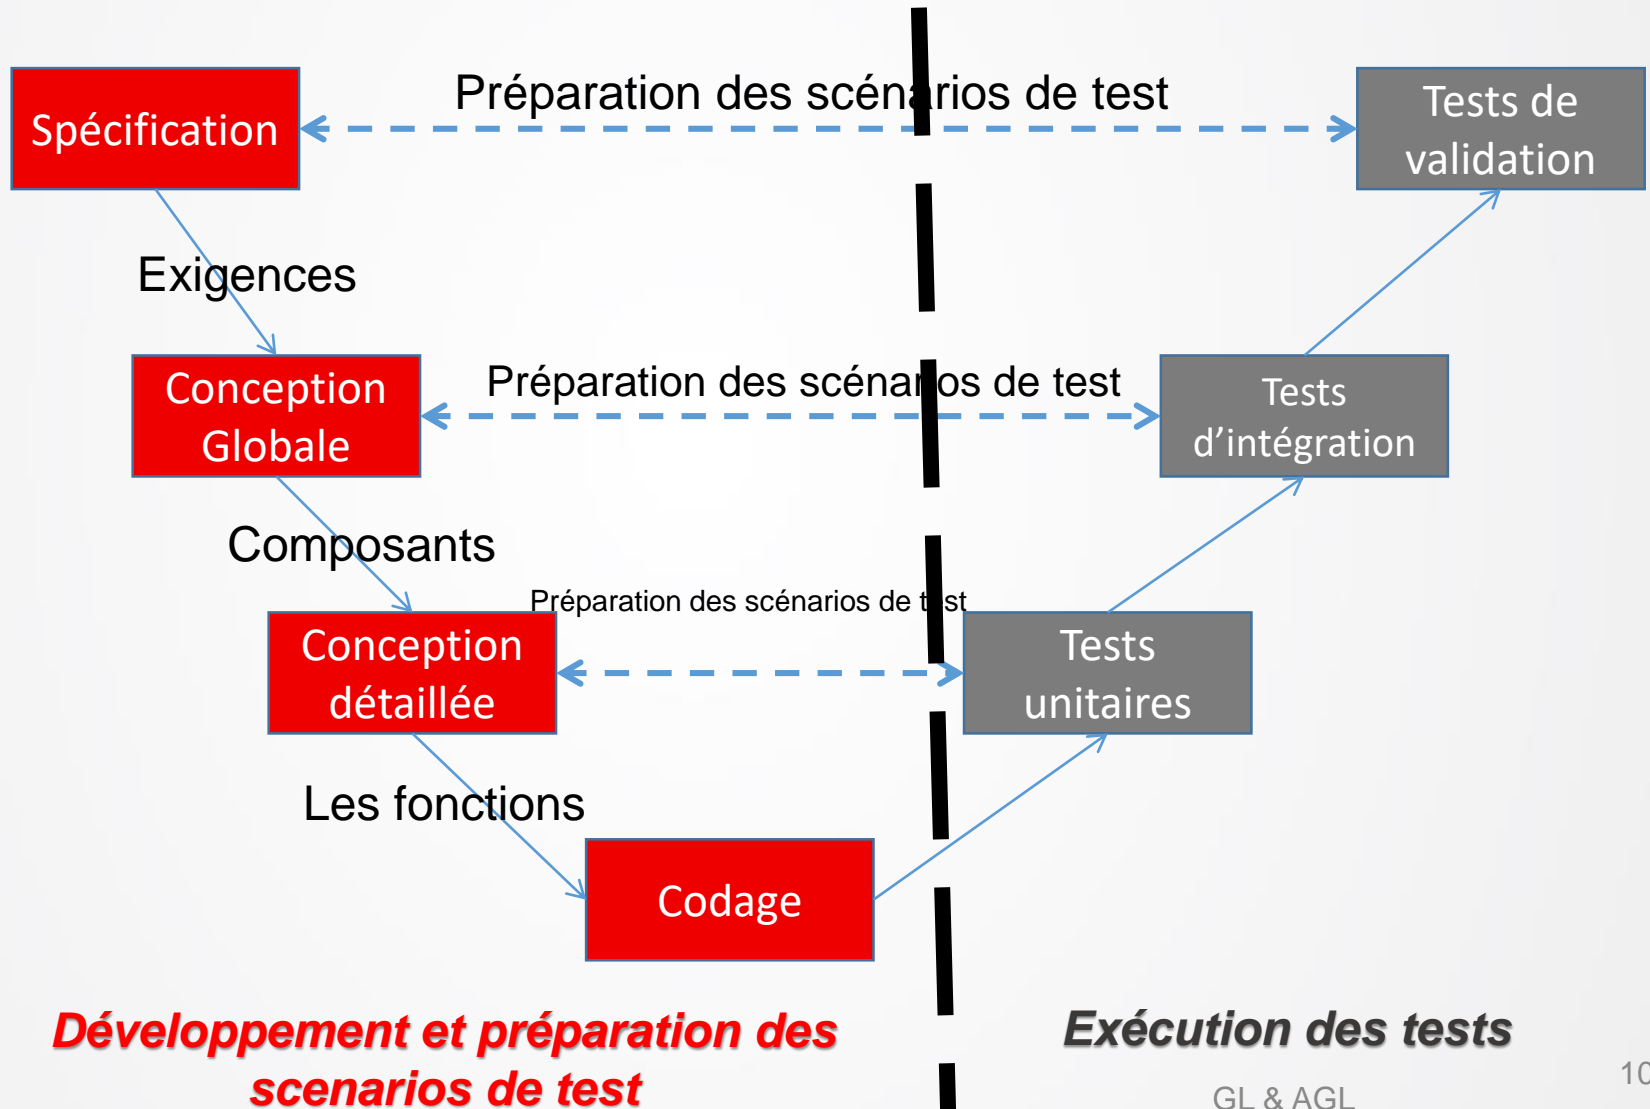 Préparation des scénarios de test
Spécification
Tests de
validation
Exigences
Préparation des scénarios de test
Conception
Globale
Tests
d’intégration
Composants
Préparation des scénarios de test
Conception
détaillée
Tests
unitaires
Les fonctions
Codage
Développement et préparation des
scenarios de test
Exécution des tests
GL & AGL
10